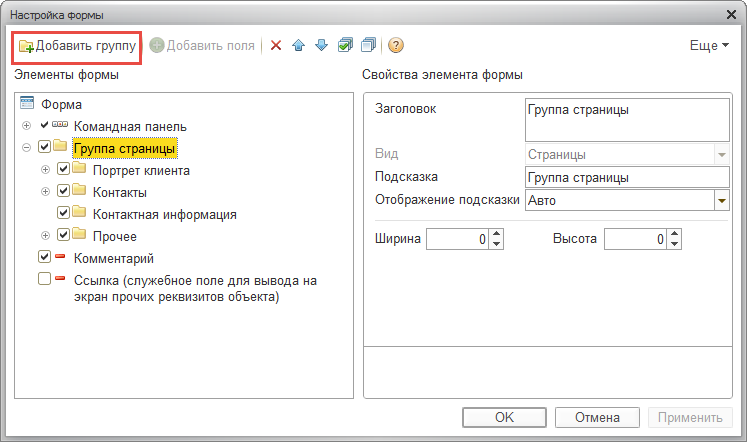 Настройка формы
Добавить группу Добавить поля Еще
Элементы формы
Форма
Командная панель
Группа страницы
Портрет клиента
Контакты
Контактная информация
Прочее
Комментарий
Ссылка (служебное поле для вывода на
экран прочих реквизитов объекта)
Свойства элемента формы
Заголовок Группа страницы
Вид Страницы
Подсказка Группа страницы
Отображение подсказки Авто
Ширина 0 Высота 0
OK Отмена Применить